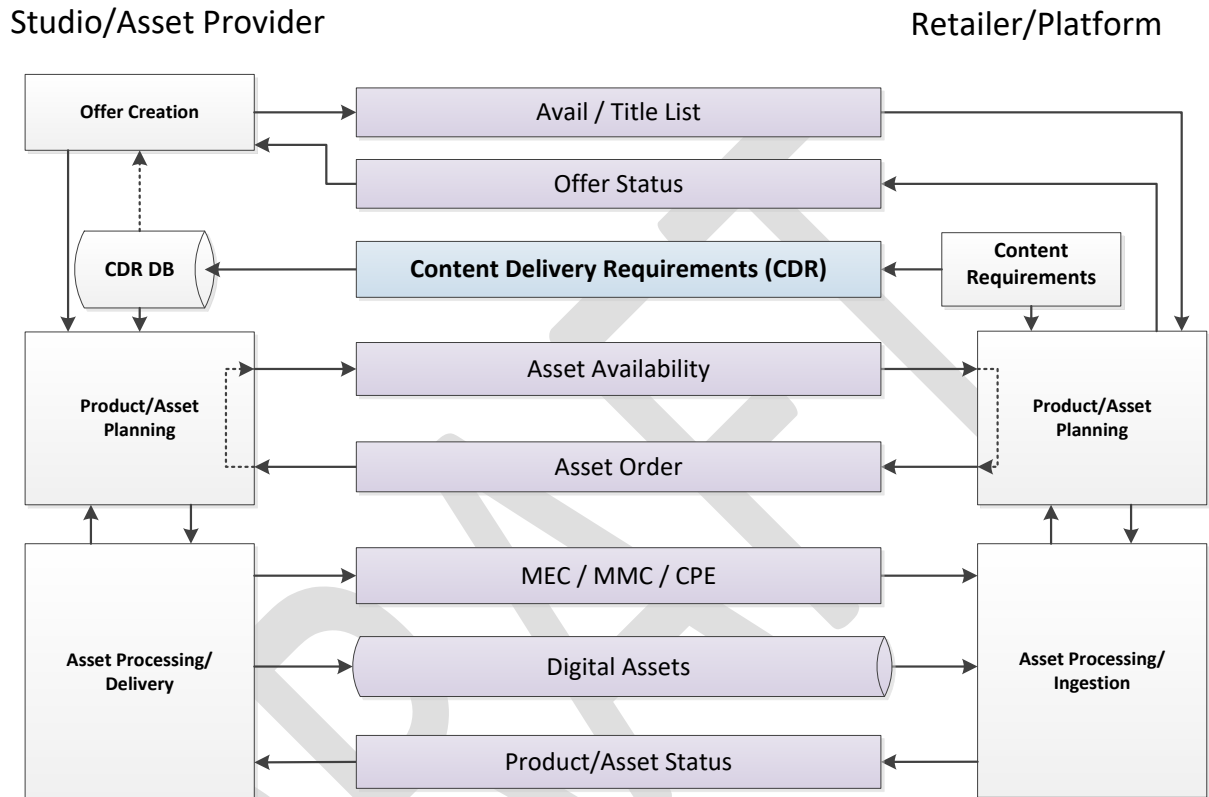 Studio/Asset Provider
Retailer/Platform
Offer Creation
Avail / Title List
Offer Status
CDR DB
Content Delivery Requirements (CDR)
Content
Requirements
Product/Asset
Planning
Asset Availability
Asset Order
Product/Asset
Planning
Asset Processing/
Delivery
MEC / MMC / CPE
Digital Assets
Product/Asset Status
Asset Processing/
Ingestion
DRAFT